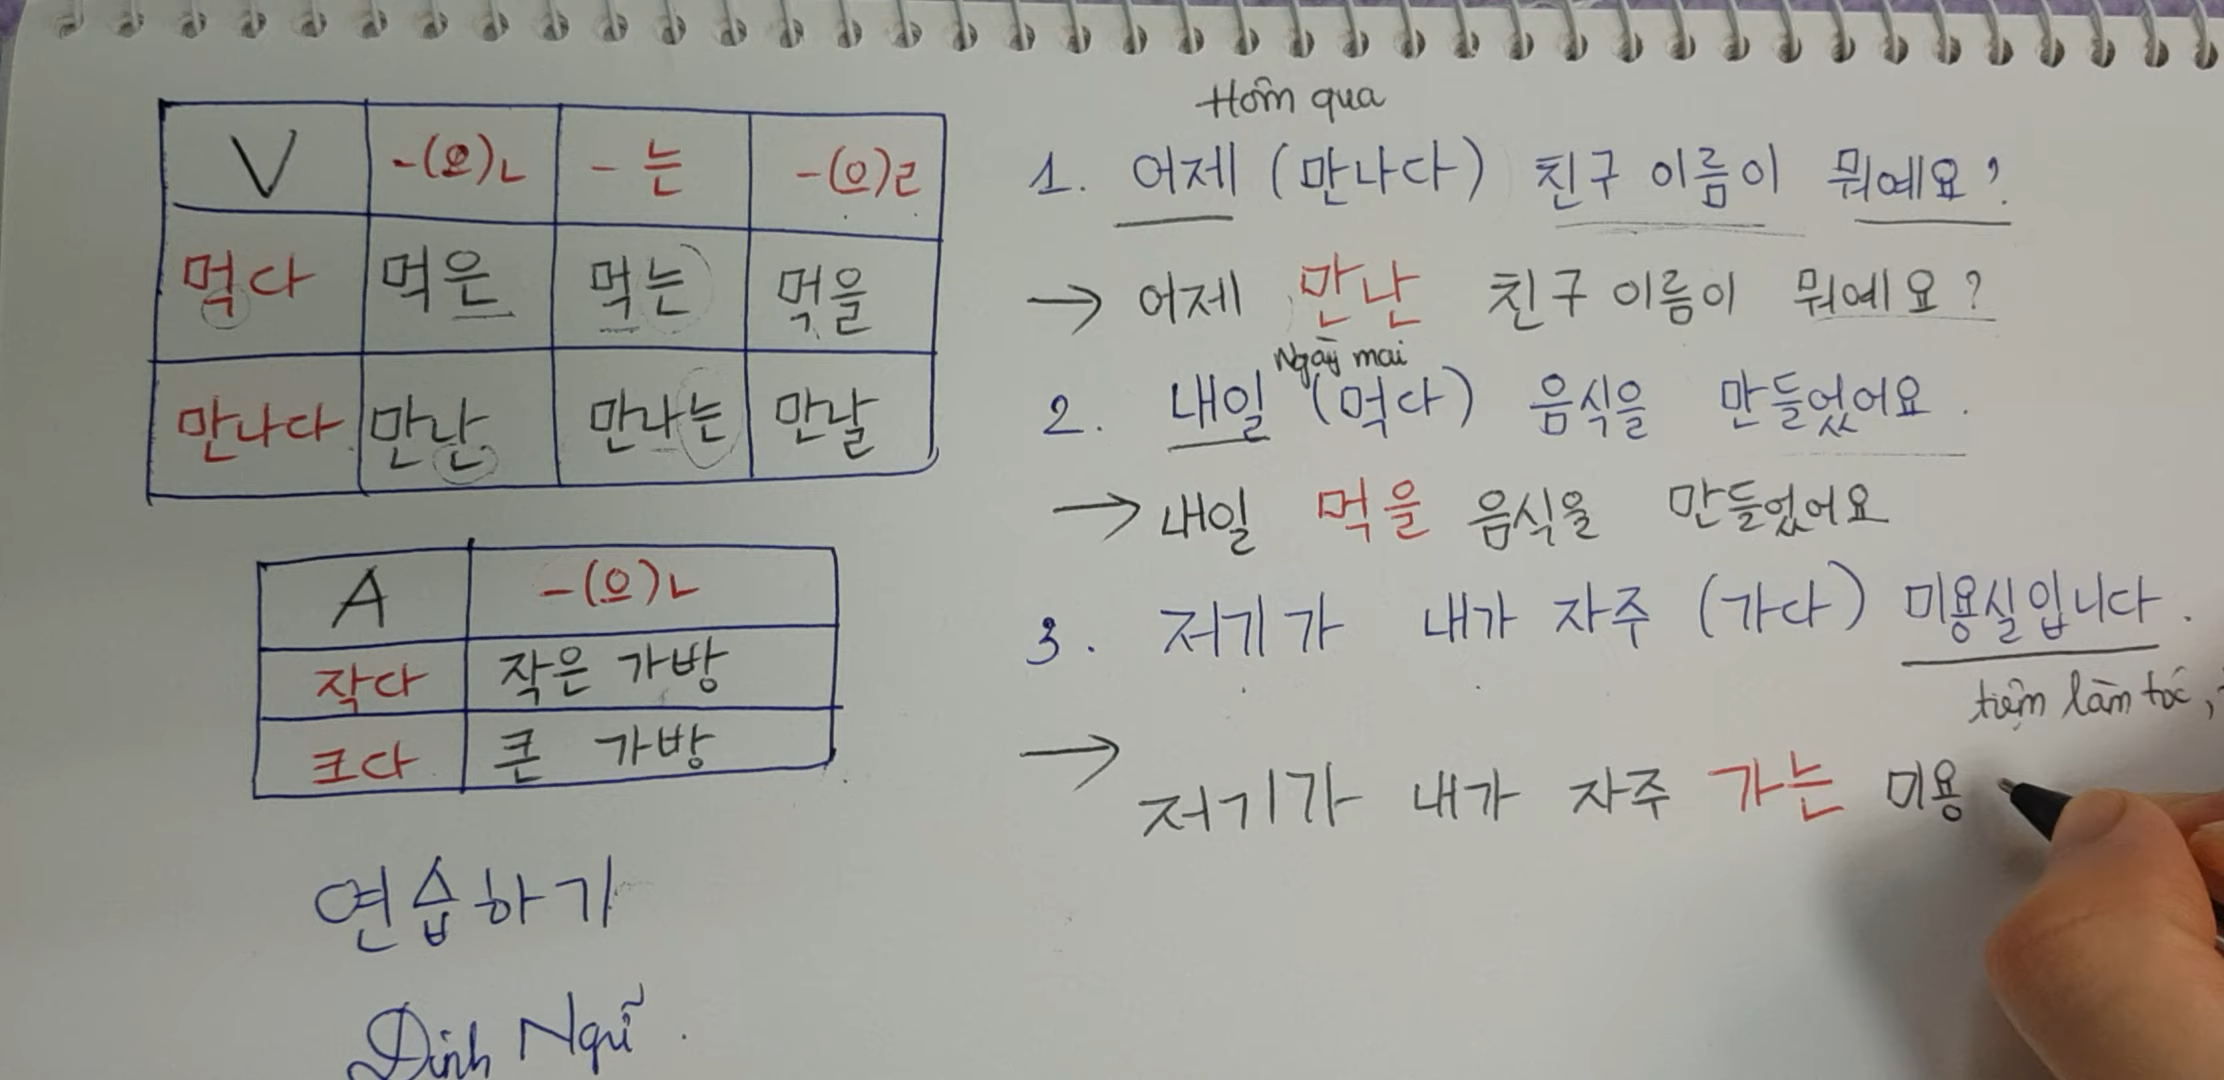 V -(으)ㄴ -는 -(으)ㄹ
먹다 먹은 먹는 먹을
만나다 만난 만나는 만날
A -(으)ㄴ
작다 작은 가방
크다 큰 가방
연습하기
Định Ngữ.
Hôm qua
1. 어제 (만나다) 친구 이름이 뭐예요?
→ 어제 만난 친구 이름이 뭐예요?
Ngày mai
2. 내일 (먹다) 음식을 만들었어요.
→ 내일 먹을 음식을 만들었어요
3. 저기가 내가 자주 (가다) 미용실입니다.
tiệm làm tóc,
→ 저기가 내가 자주 가는 미용